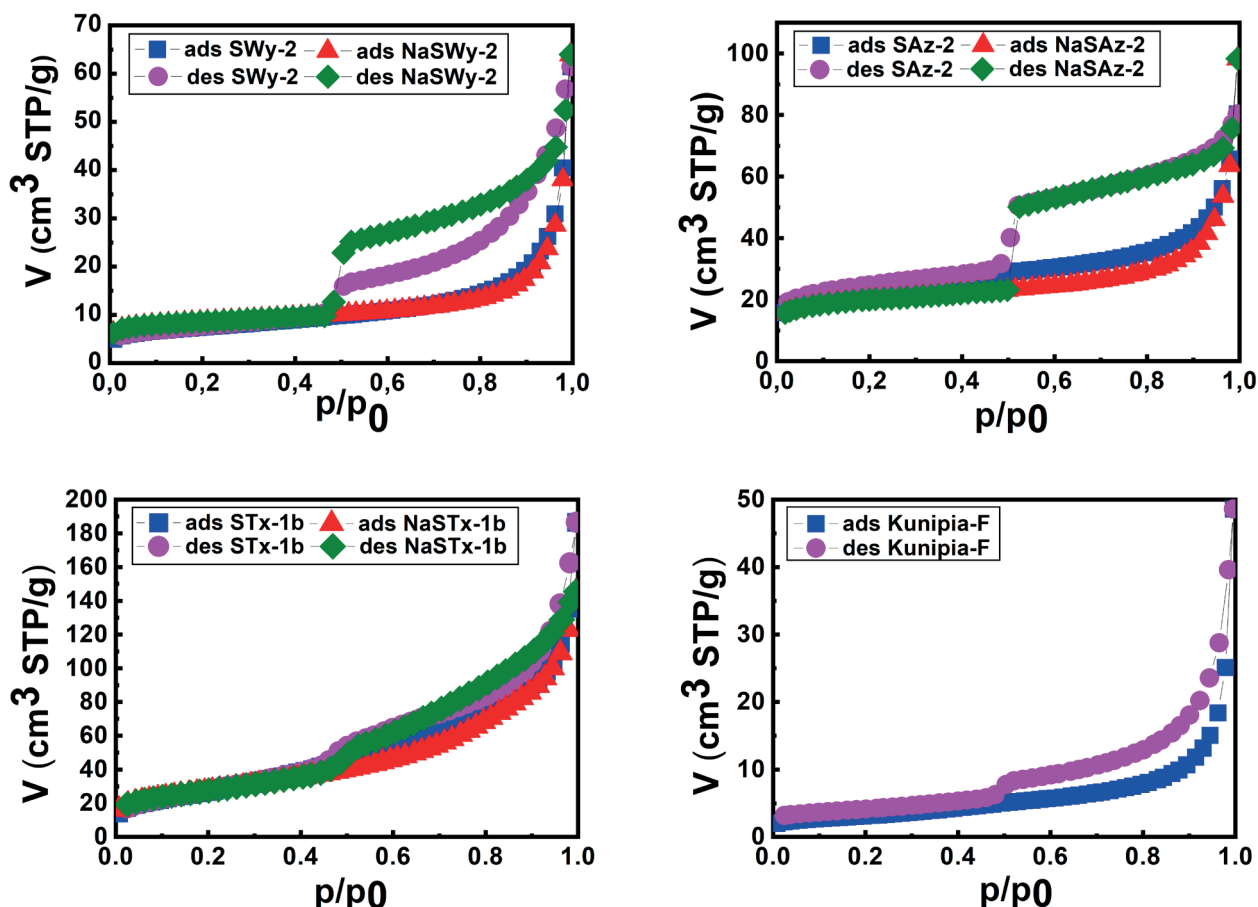 V (cm3 STP/g)
70
60
50
40
30
20
10
0
ads SWy-2 ads NaSWy-2
des SWy-2 des NaSWy-2
0,0 0,2 0,4 0,6 0,8 1,0
p/p0
V (cm3 STP/g)
100
80
60
40
20
0
ads SAz-2 ads NaSAz-2
des SAz-2 des NaSAz-2
0,0 0,2 0,4 0,6 0,8 1,0
p/p0
V (cm3 STP/g)
200
180
160
140
120
100
80
60
40
20
0
ads STx-1b ads NaSTx-1b
des STx-1b des NaSTx-1b
0.0 0.2 0.4 0.6 0.8 1.0
p/p0
V (cm3 STP/g)
50
40
30
20
10
0
ads Kunipia-F
des Kunipia-F
0.0 0.2 0.4 0.6 0.8 1.0
p/p0